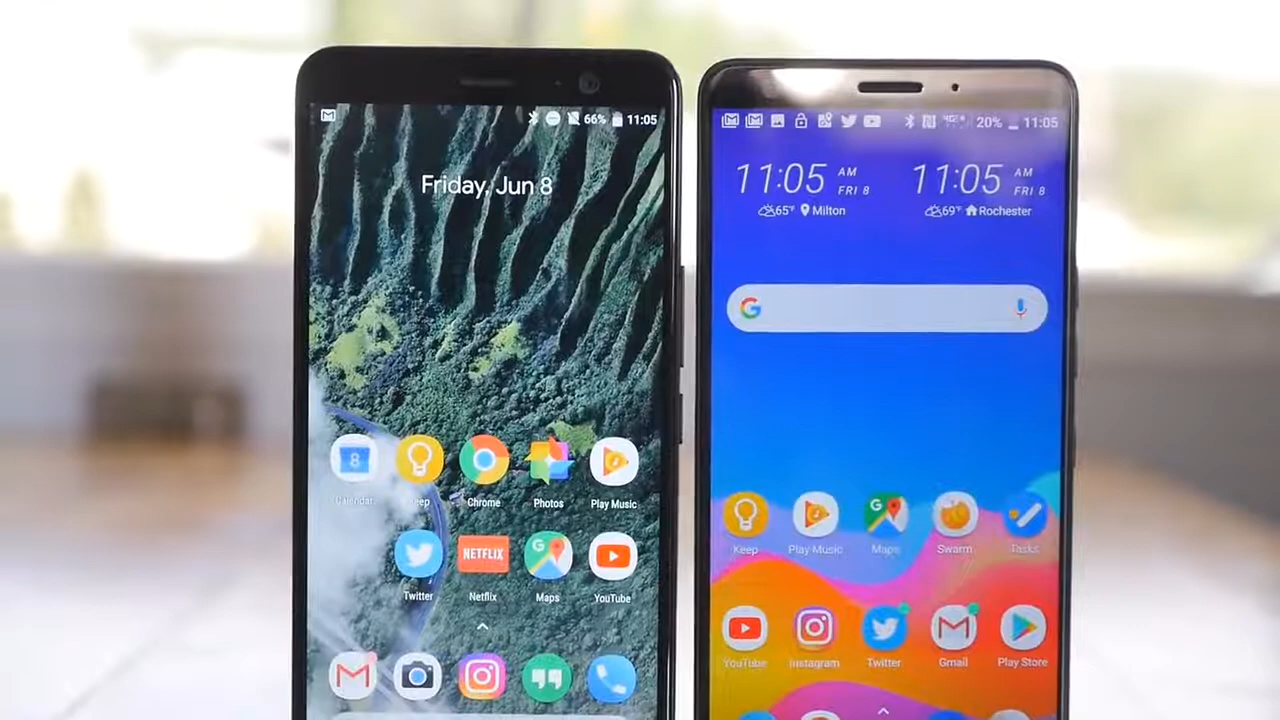 66% 11:05
Friday, Jun 8
8
Calendar Keep Chrome Photos Play Music
NETFLIX
Twitter Netflix Maps YouTube
20% 11:05
11:05 AM FRI 8 11:05 AM FRI 8
65°F Milton 69°F Rochester
Keep Play Music Maps Swarm Tasks
YouTube Instagram Twitter Gmail Play Store